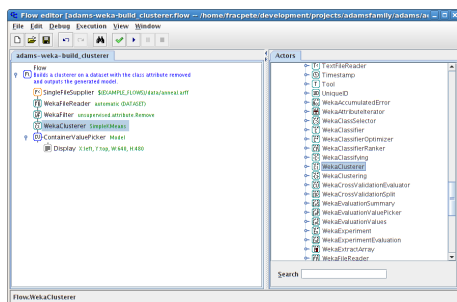 Flow editor [adams-weka-build_clusterer.flow -- /home/fracpete/development/projects/adamsfamily/adams/a
File Edit Debug Execution View Window
adams-weka-build_clusterer
Flow
Builds a clusterer on a dataset with the class attribute removed
and outputs the generated model.
SingleFileSupplier ${EXAMPLE_FLOWS}/data/anneal.arff
WekaFileReader automatic (DATASET)
WekaFilter unsupervised.attribute.Remove
WekaClusterer SimpleKMeans
ContainerValuePicker Model
Display X:left, Y:top, W:640, H:480
Actors
TextFileReader
Timestamp
Tool
UniqueID
WekaAccumulatedError
WekaAttributeIterator
WekaClassSelector
WekaClassifier
WekaClassifierOptimizer
WekaClassifierRanker
WekaClassifying
WekaClusterer
WekaClustering
WekaCrossValidationEvaluator
WekaCrossValidationSplit
WekaEvaluationSummary
WekaEvaluationValuePicker
WekaEvaluationValues
WekaExperiment
WekaExperimentEvaluation
WekaExtractArray
WekaFileReader
Search
Flow.WekaClusterer